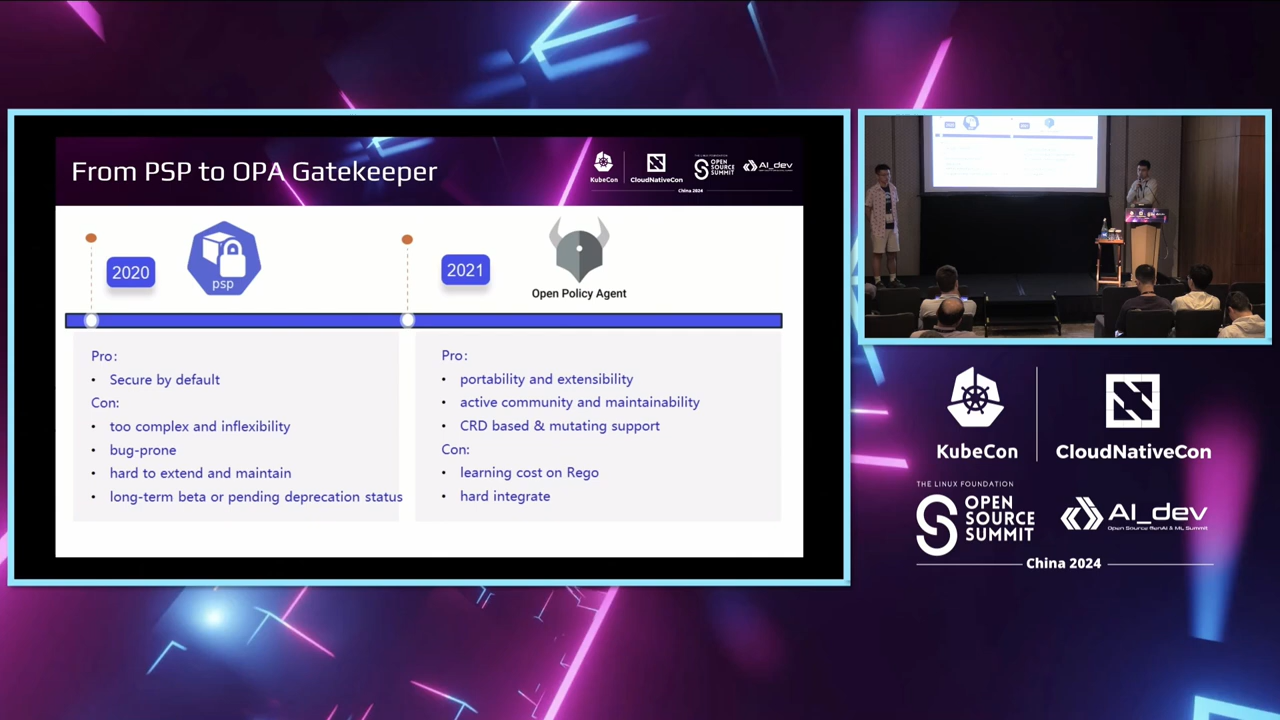 From PSP to OPA Gatekeeper
KubeCon
CloudNativeCon
THE LINUX FOUNDATION
OPEN
SOURCE
SUMMIT
AI_dev
China 2024
2020
psp
2021
Open Policy Agent
Pro:
• Secure by default
Con:
• too complex and inflexibility
• bug-prone
• hard to extend and maintain
• long-term beta or pending deprecation status
Pro:
• portability and extensibility
• active community and maintainability
• CRD based & mutating support
Con:
• learning cost on Rego
• hard integrate
KubeCon
CloudNativeCon
THE LINUX FOUNDATION
OPEN
SOURCE
SUMMIT
AI_dev
Open Source GenAI & ML Summit
China 2024